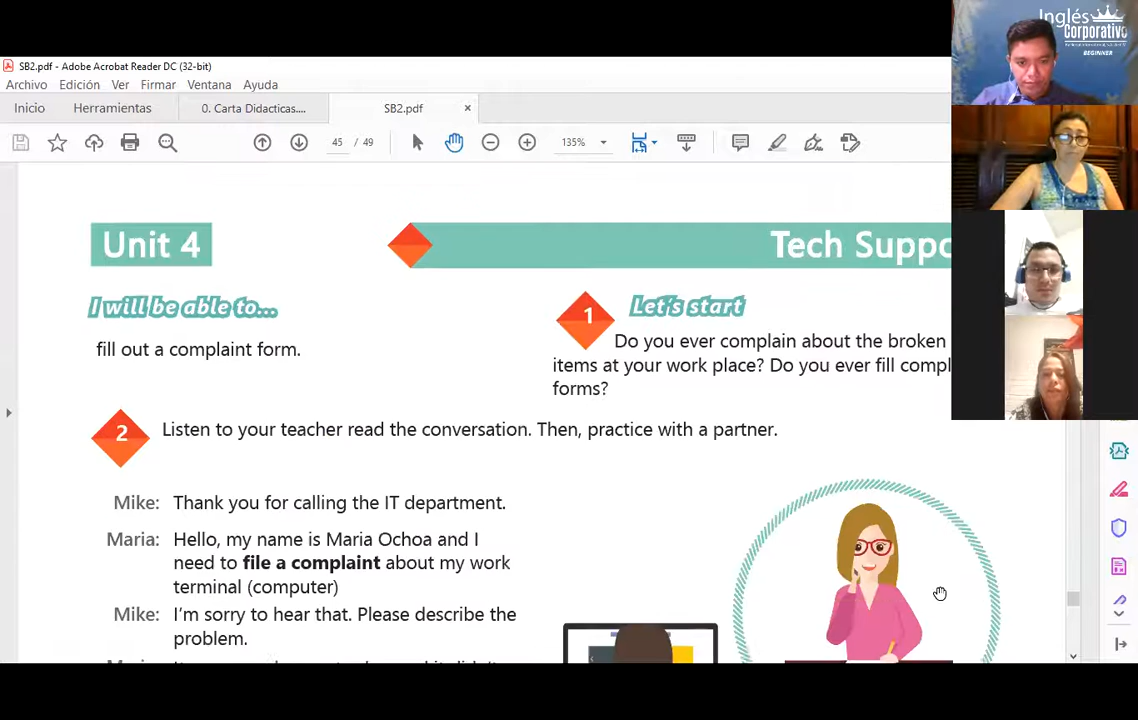 SB2.pdf - Adobe Acrobat Reader DC (32-bit)
Archivo Edición Ver Firmar Ventana Ayuda
Inicio Herramientas 0. Carta Didacticas.... SB2.pdf ×
45 / 49 135%
Unit 4
Tech Suppo
I will be able to...
fill out a complaint form.
1 Let's start
Do you ever complain about the broken
items at your work place? Do you ever fill compl
forms?
2 Listen to your teacher read the conversation. Then, practice with a partner.
Mike: Thank you for calling the IT department.
Maria: Hello, my name is Maria Ochoa and I
need to file a complaint about my work
terminal (computer)
Mike: I'm sorry to hear that. Please describe the
problem.
Inglés
Corporativo
BEGINNER